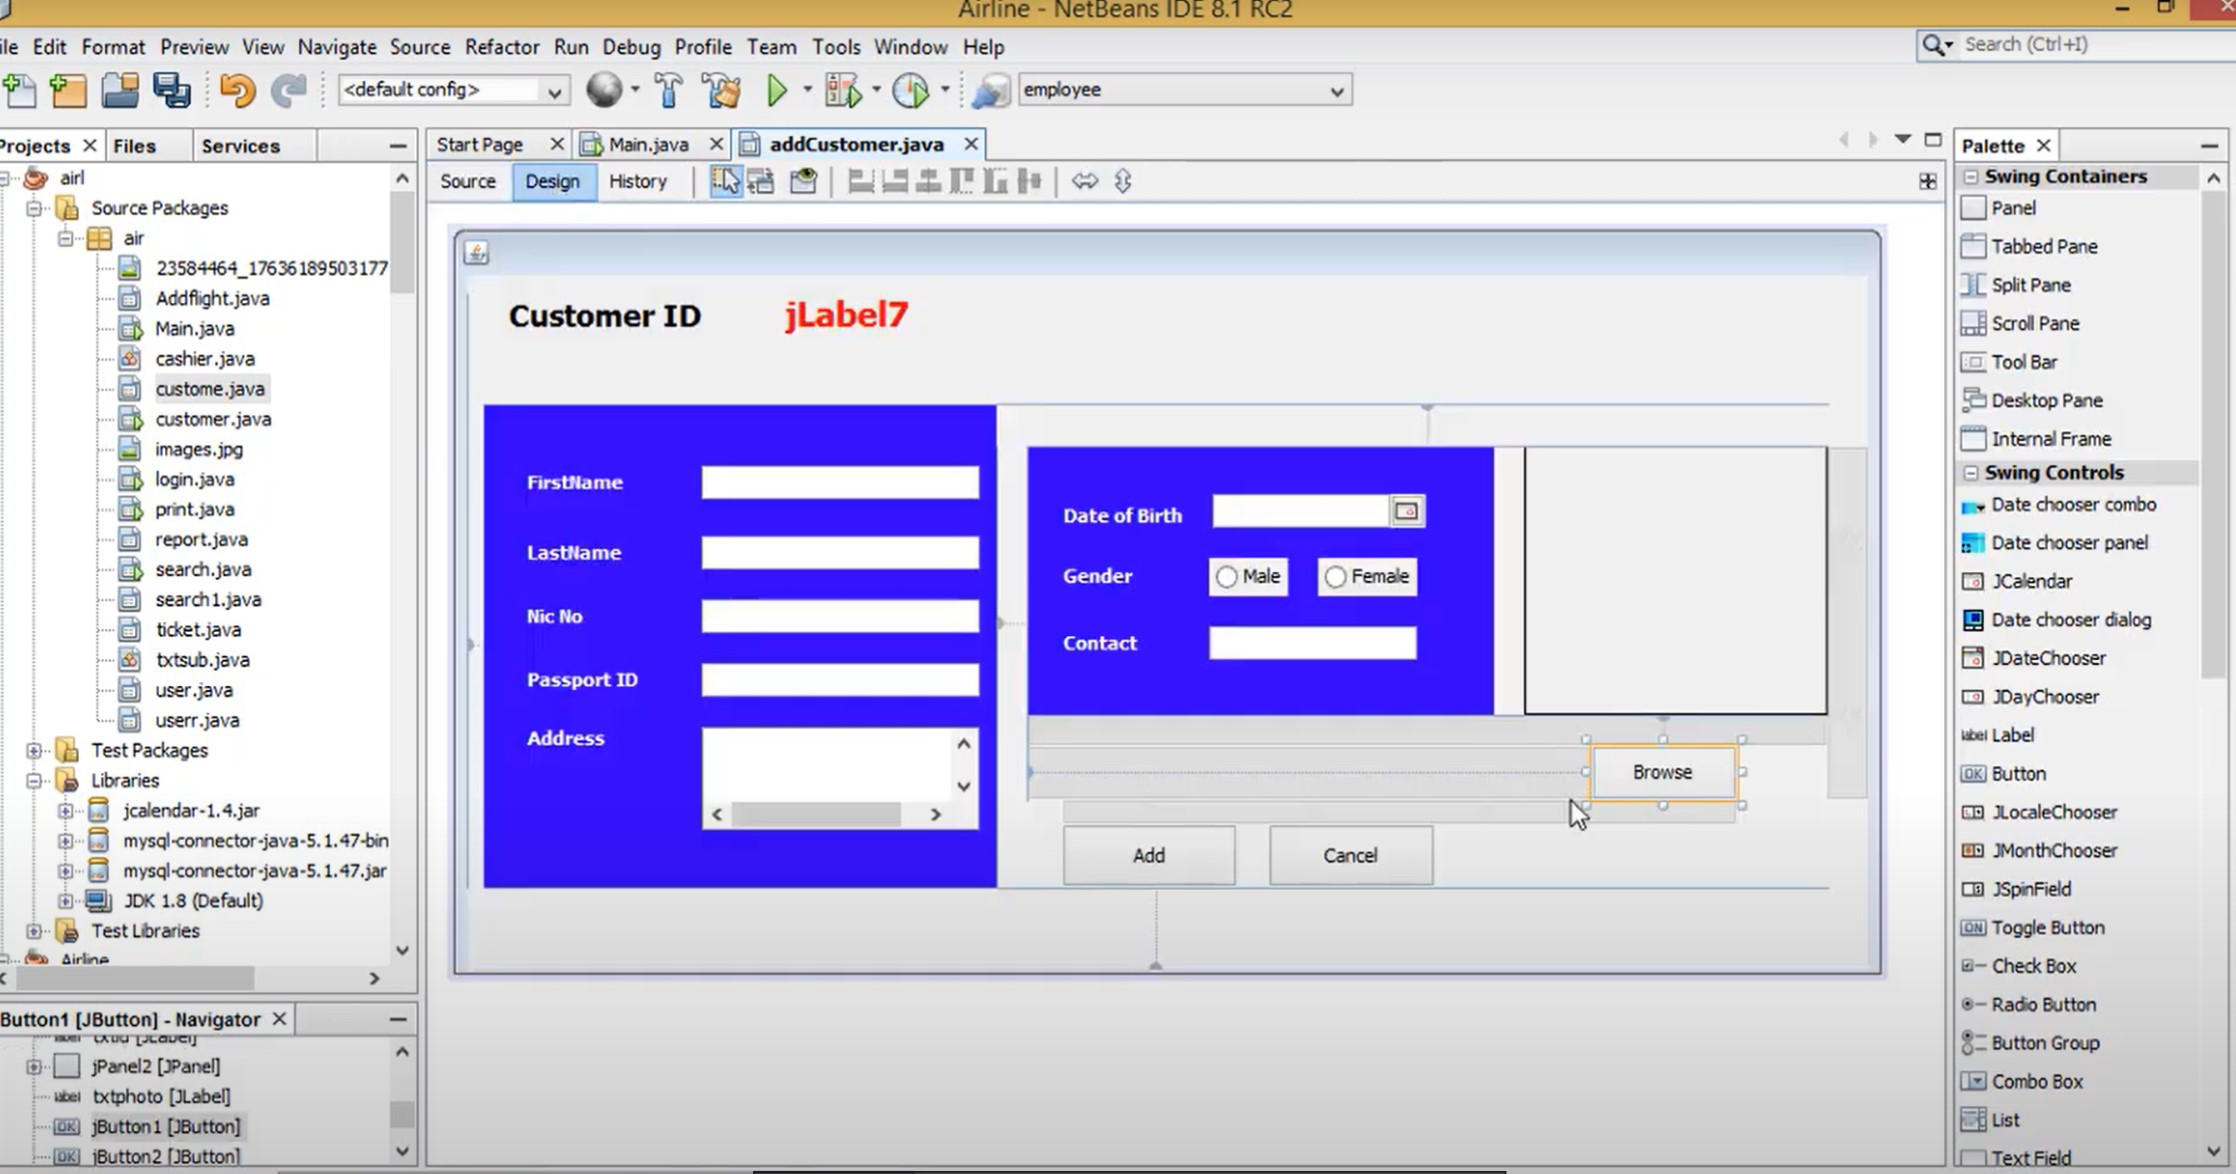 Airline - NetBeans IDE 8.1 RC2
ile Edit Format Preview View Navigate Source Refactor Run Debug Profile Team Tools Window Help
Search (Ctrl+I)
<default config>
employee
Projects
Files
Services
airl
Source Packages
air
23584464_17636189503177
Addflight.java
Main.java
cashier.java
custome.java
customer.java
images.jpg
login.java
print.java
report.java
search.java
search1.java
ticket.java
txtsub.java
user.java
userr.java
Test Packages
Libraries
jcalendar-1.4.jar
mysql-connector-java-5.1.47-bin
mysql-connector-java-5.1.47.jar
JDK 1.8 (Default)
Test Libraries
Airline
Button1 [JButton] - Navigator
txtid [JLabel]
jPanel2 [JPanel]
label txtphoto [JLabel]
OK jButton1 [JButton]
OK jButton2 [JButton]
Start Page
Main.java
addCustomer.java
Source
Design
History
Customer ID jLabel7
FirstName
LastName
Nic No
Passport ID
Address
Date of Birth
Gender Male Female
Contact
Browse
Add
Cancel
Palette
Swing Containers
Panel
Tabbed Pane
Split Pane
Scroll Pane
Tool Bar
Desktop Pane
Internal Frame
Swing Controls
Date chooser combo
Date chooser panel
JCalendar
Date chooser dialog
JDateChooser
JDayChooser
label Label
OK Button
JLocaleChooser
JMonthChooser
JSpinField
ON Toggle Button
Check Box
Radio Button
Button Group
Combo Box
List
Text Field